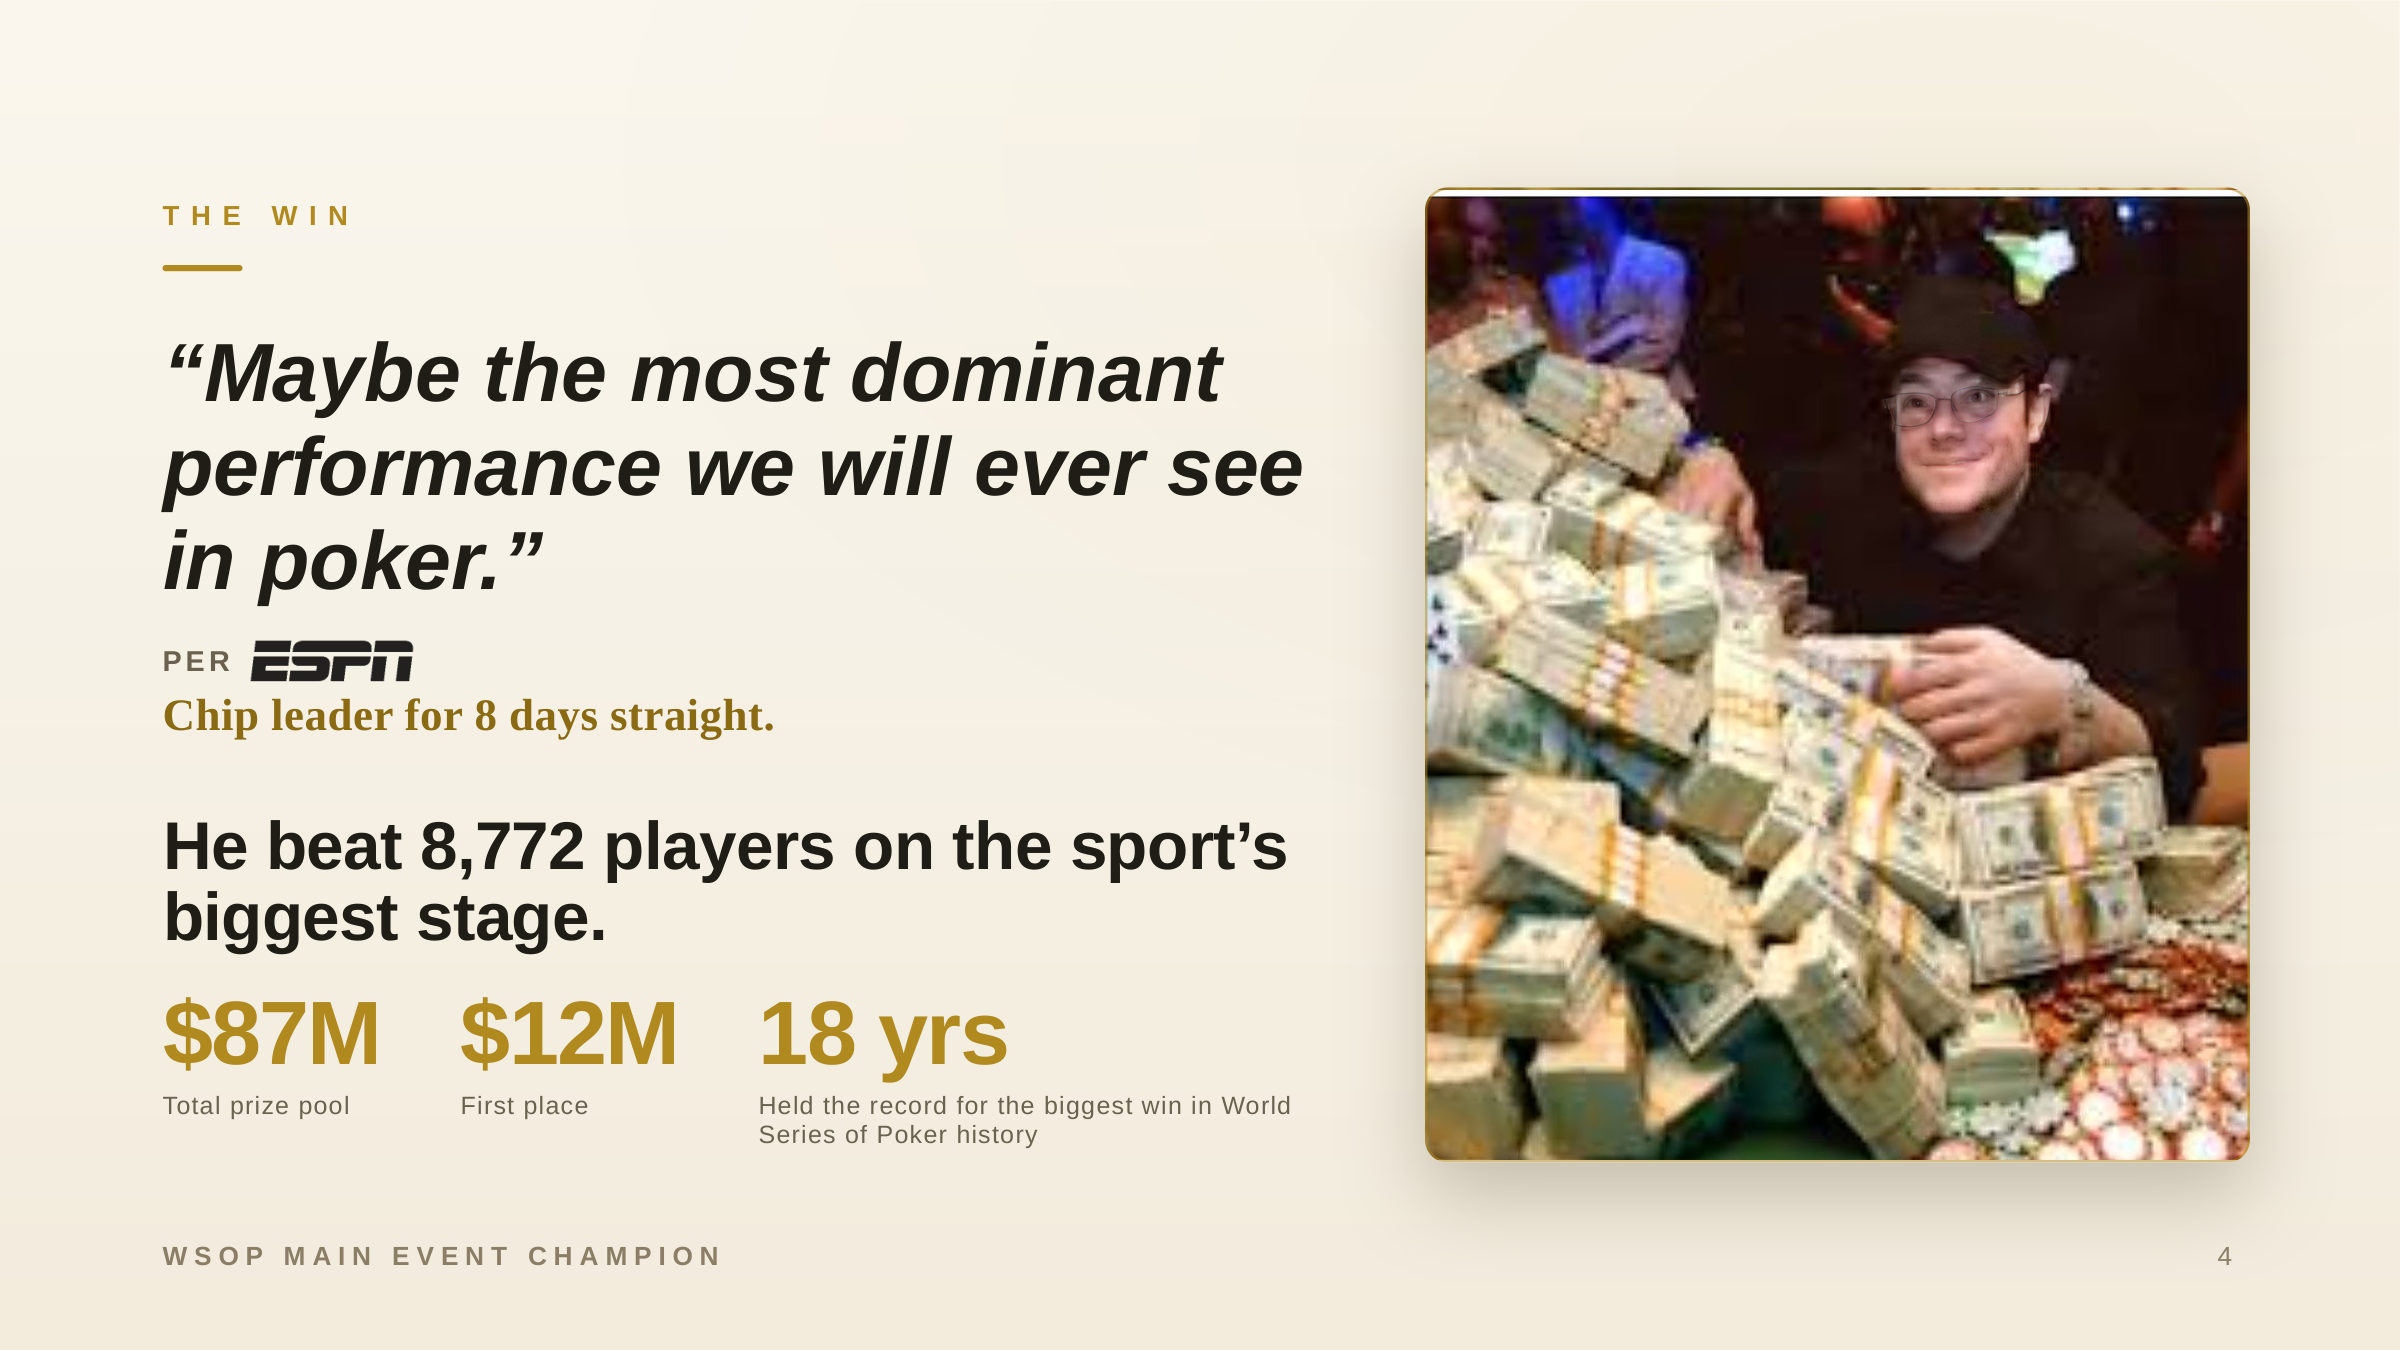 THE WIN
“Maybe the most dominant
performance we will ever see
in poker.”
PER ESPN
Chip leader for 8 days straight.
He beat 8,772 players on the sport’s
biggest stage.
$87M $12M 18 yrs
Total prize pool First place Held the record for the biggest win in World
Series of Poker history
WSOP MAIN EVENT CHAMPION 4